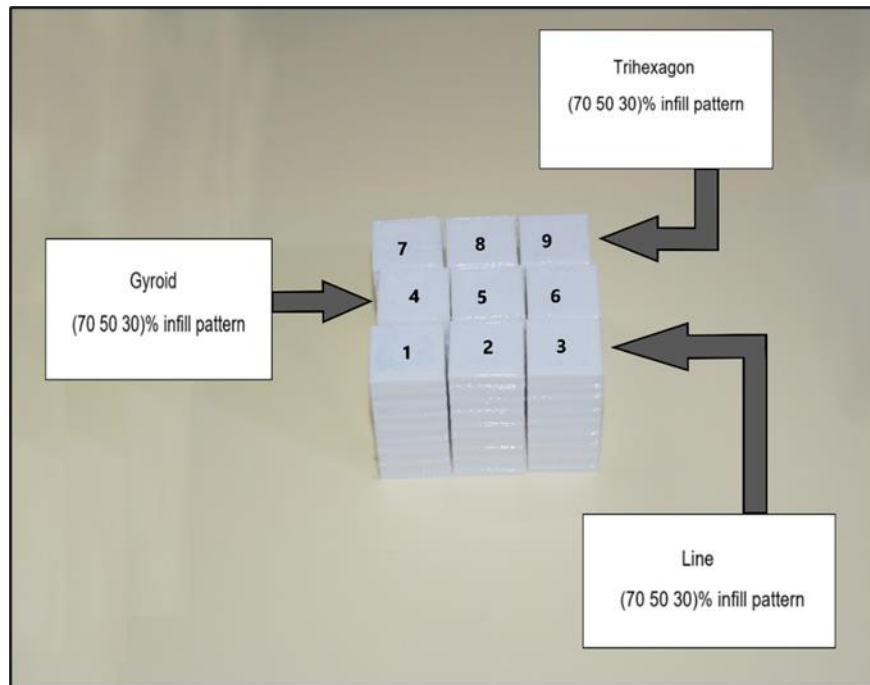 Trihexagon
(70 50 30)% infill pattern
7 8 9
Gyroid
(70 50 30)% infill pattern
4 5 6
1 2 3
Line
(70 50 30)% infill pattern